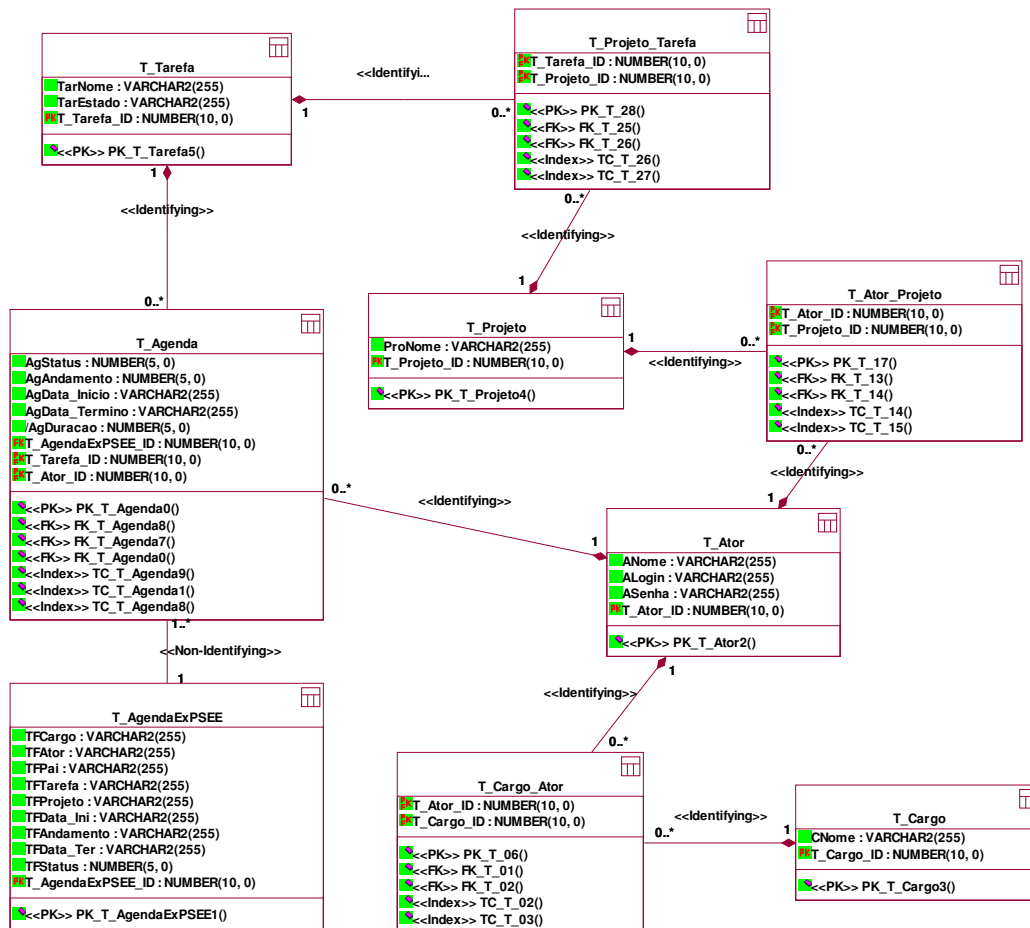 T_Tarefa
TarNome : VARCHAR2(255)
TarEstado : VARCHAR2(255)
PK T_Tarefa_ID : NUMBER(10, 0)
<<PK>> PK_T_Tarefa5()
<<Identifyi...
1
0..*
T_Projeto_Tarefa
T_Tarefa_ID : NUMBER(10, 0)
T_Projeto_ID : NUMBER(10, 0)
<<PK>> PK_T_28()
<<FK>> FK_T_25()
<<FK>> FK_T_26()
<<Index>> TC_T_26()
<<Index>> TC_T_27()
1
<<Identifying>>
0..*
0..*
<<Identifying>>
1
T_Agenda
AgStatus : NUMBER(5, 0)
AgAndamento : NUMBER(5, 0)
AgData_Inicio : VARCHAR2(255)
AgData_Termino : VARCHAR2(255)
/AgDuracao : NUMBER(5, 0)
FK T_AgendaExPSEE_ID : NUMBER(10, 0)
T_Tarefa_ID : NUMBER(10, 0)
T_Ator_ID : NUMBER(10, 0)
<<PK>> PK_T_Agenda0()
<<FK>> FK_T_Agenda8()
<<FK>> FK_T_Agenda7()
<<FK>> FK_T_Agenda0()
<<Index>> TC_T_Agenda9()
<<Index>> TC_T_Agenda1()
<<Index>> TC_T_Agenda8()
T_Projeto
ProNome : VARCHAR2(255)
PK T_Projeto_ID : NUMBER(10, 0)
<<PK>> PK_T_Projeto4()
1
<<Identifying>>
0..*
T_Ator_Projeto
T_Ator_ID : NUMBER(10, 0)
T_Projeto_ID : NUMBER(10, 0)
<<PK>> PK_T_17()
<<FK>> FK_T_13()
<<FK>> FK_T_14()
<<Index>> TC_T_14()
<<Index>> TC_T_15()
0..*
<<Identifying>>
1
0..*
<<Identifying>>
1
T_Ator
ANome : VARCHAR2(255)
ALogin : VARCHAR2(255)
ASenha : VARCHAR2(255)
PK T_Ator_ID : NUMBER(10, 0)
<<PK>> PK_T_Ator2()
1..*
<<Non-Identifying>>
1
1
<<Identifying>>
0..*
T_AgendaExPSEE
TFCargo : VARCHAR2(255)
TFAtor : VARCHAR2(255)
TFPai : VARCHAR2(255)
TFTarefa : VARCHAR2(255)
TFProjeto : VARCHAR2(255)
TFData_Ini : VARCHAR2(255)
TFAndamento : VARCHAR2(255)
TFData_Ter : VARCHAR2(255)
TFStatus : NUMBER(5, 0)
PK T_AgendaExPSEE_ID : NUMBER(10, 0)
<<PK>> PK_T_AgendaExPSEE1()
T_Cargo_Ator
T_Ator_ID : NUMBER(10, 0)
T_Cargo_ID : NUMBER(10, 0)
<<PK>> PK_T_06()
<<FK>> FK_T_01()
<<FK>> FK_T_02()
<<Index>> TC_T_02()
<<Index>> TC_T_03()
<<Identifying>>
0..*
1
T_Cargo
CNome : VARCHAR2(255)
PK T_Cargo_ID : NUMBER(10, 0)
<<PK>> PK_T_Cargo3()